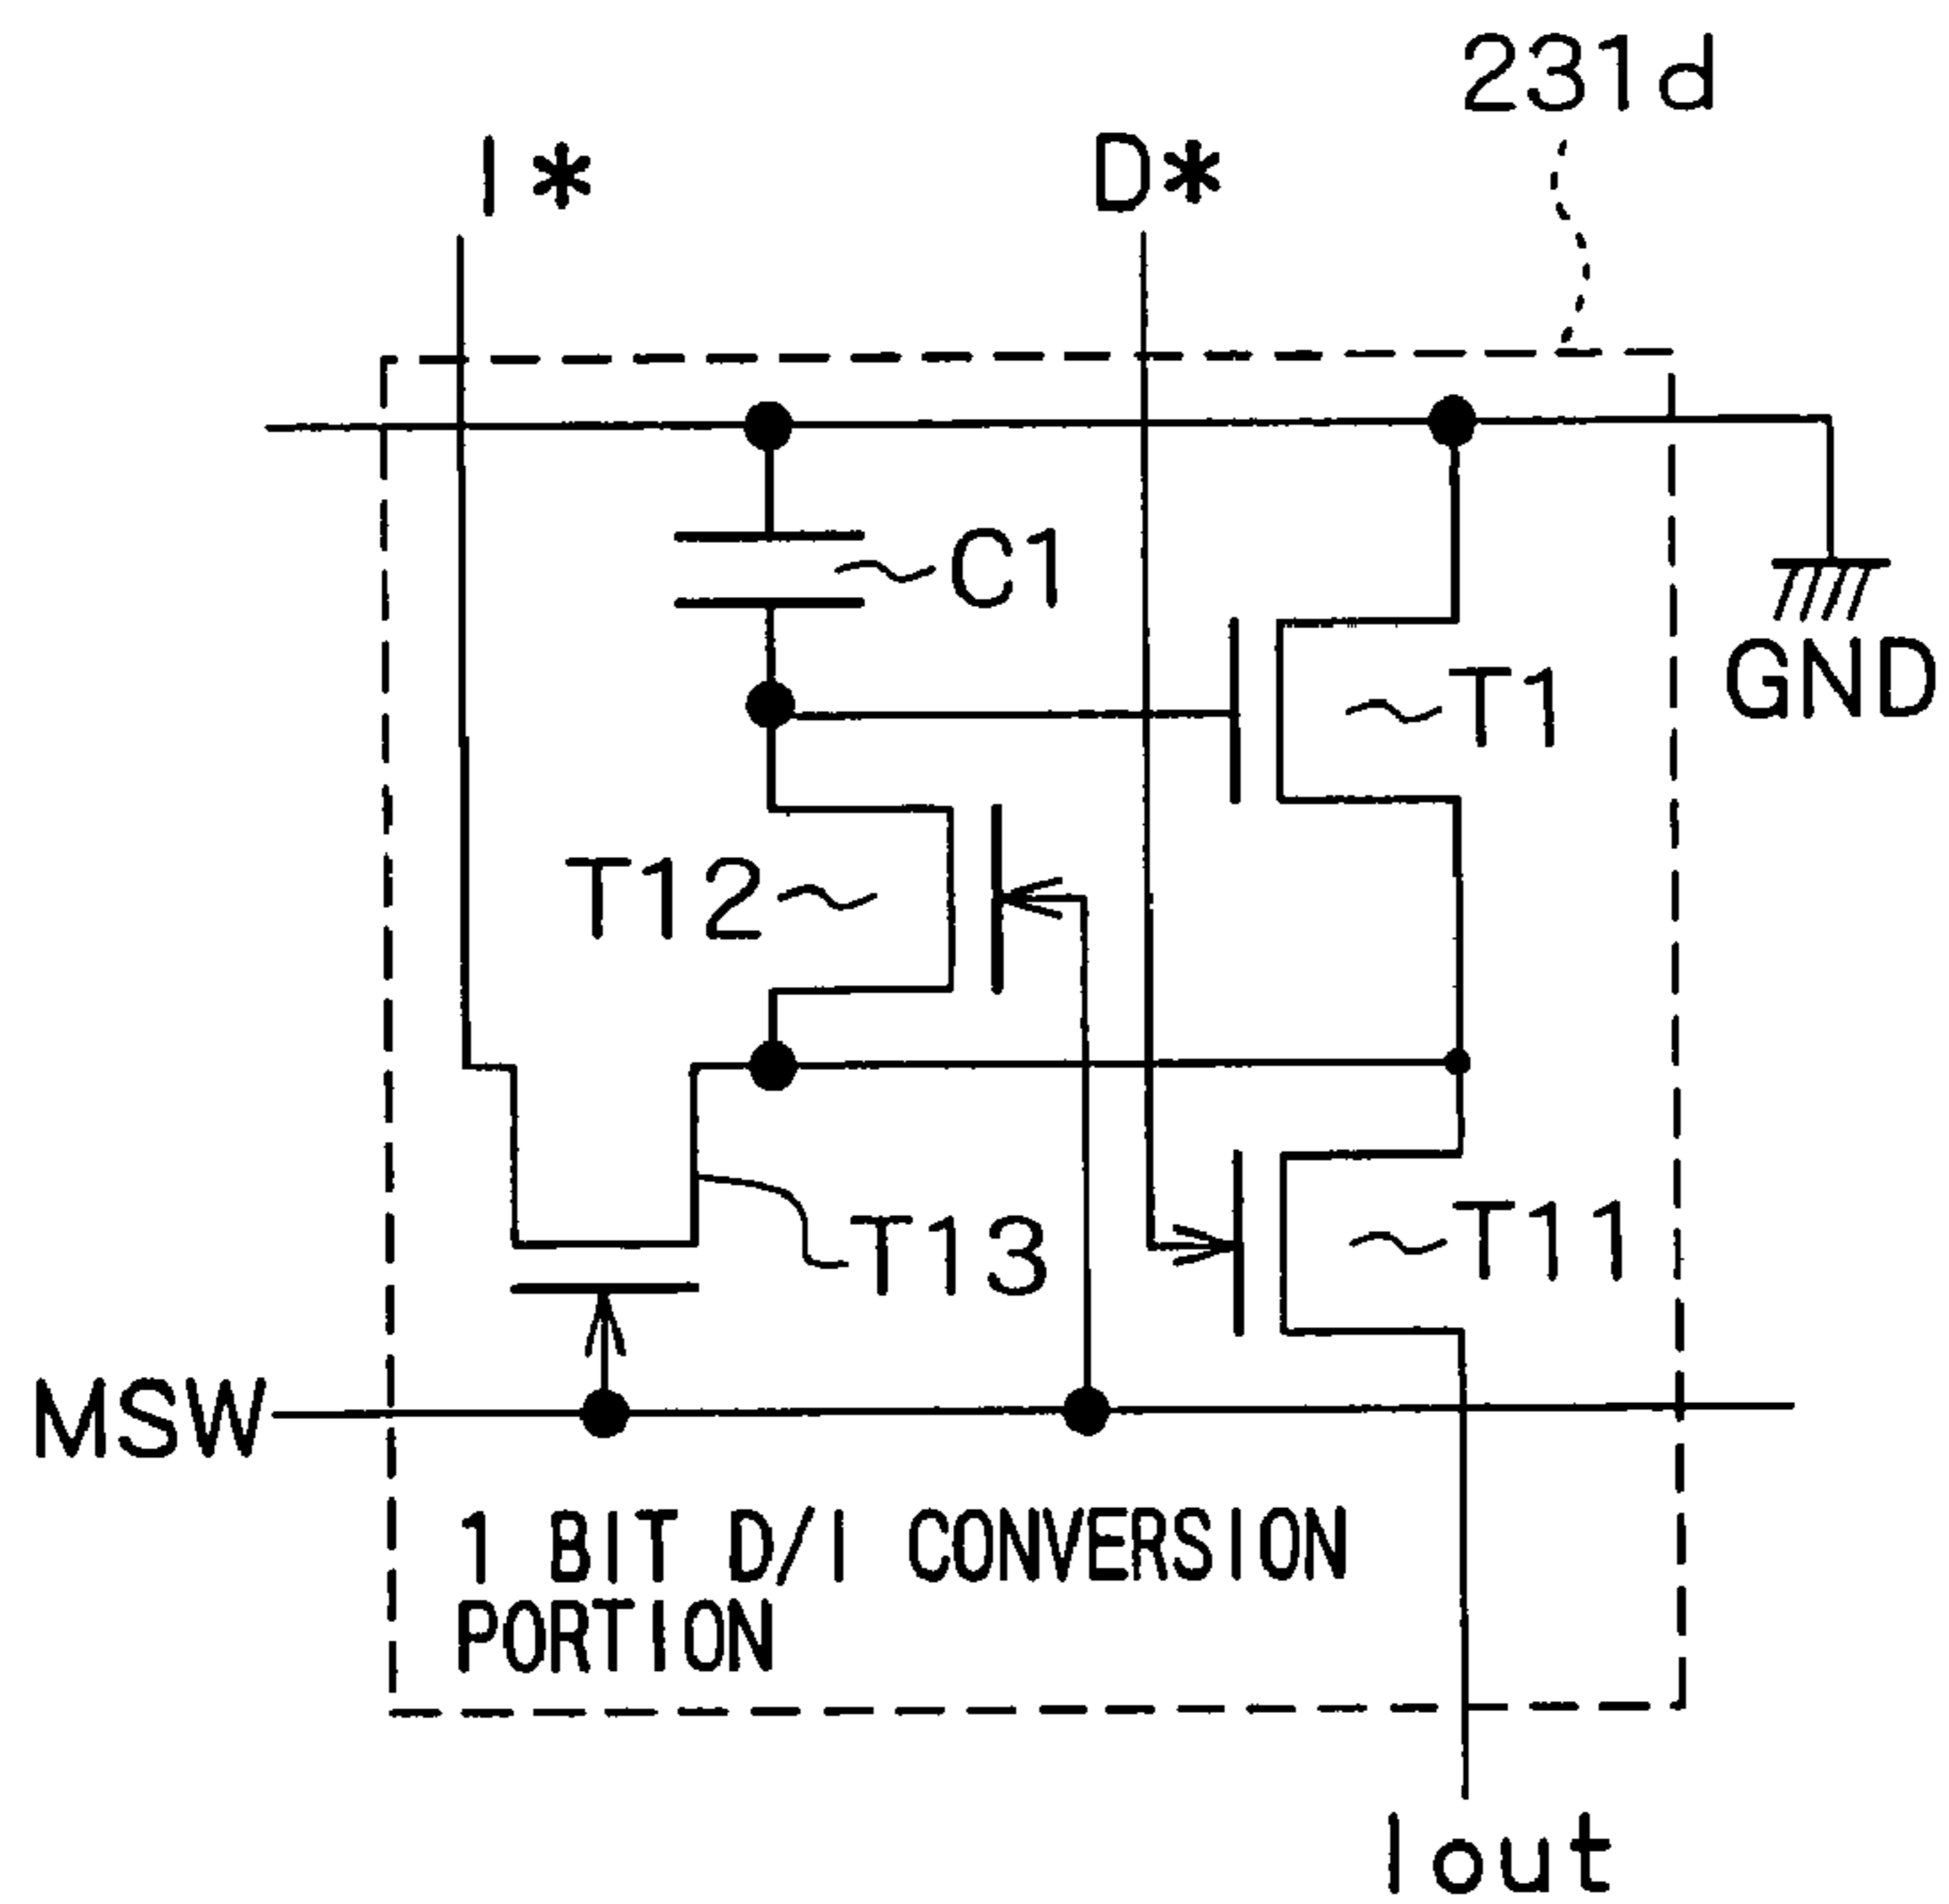 231d
I*
D*
C1
T1
GND
T12
T13
T11
MSW
1 BIT D/I CONVERSION
PORTION
Iout